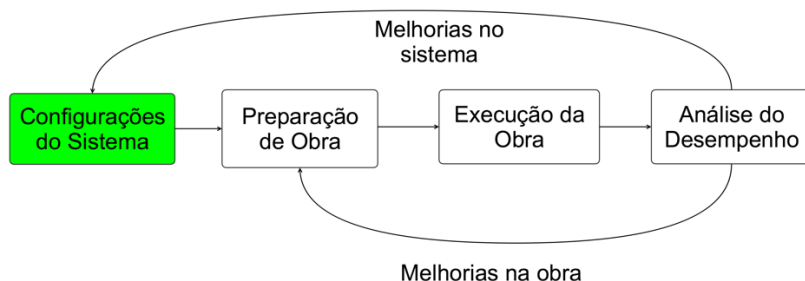 Melhorias no
sistema
Configurações
do Sistema
Preparação
de Obra
Execução da
Obra
Análise do
Desempenho
Melhorias na obra